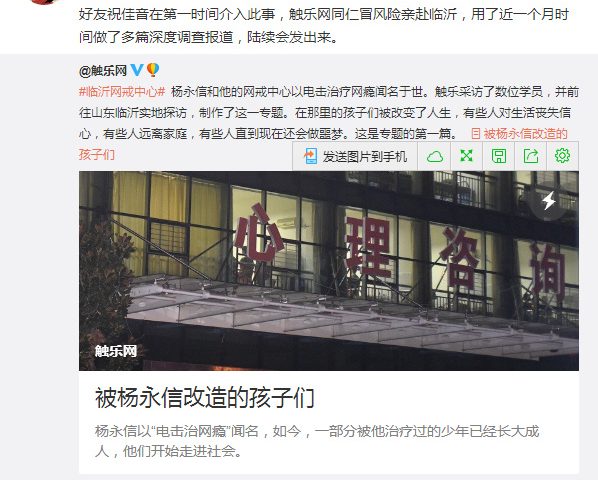 好友祝佳音在第一时间介入此事，触乐网同仁冒风险亲赴临沂，用了近一个月时
间做了多篇深度调查报道，陆续会发出来。
@触乐网
#临沂网戒中心# 杨永信和他的网戒中心以电击治疗网瘾闻名于世。触乐采访了数位学员，并前
往山东临沂实地探访，制作了这一专题。在那里的孩子们被改变了人生，有些人对生活丧失信
心，有些人远离家庭，有些人直到现在还会做噩梦。这是专题的第一篇。 被杨永信改造的
孩子们
发送图片到手机
心理咨询
触乐网
被杨永信改造的孩子们
杨永信以“电击治网瘾”闻名，如今，一部分被他治疗过的少年已经长大成
人，他们开始走进社会。